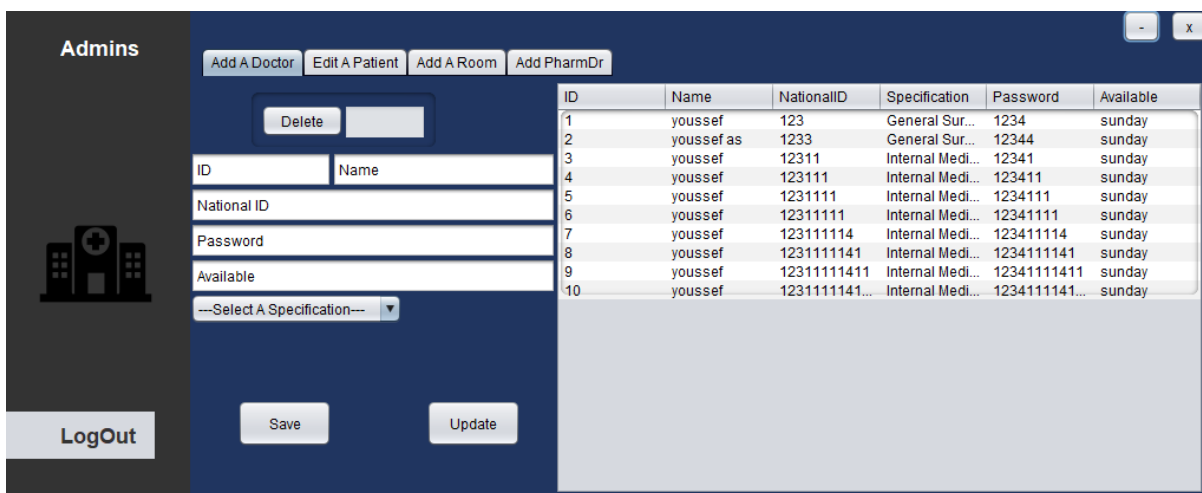 Admins
- x
Add A Doctor Edit A Patient Add A Room Add PharmDr
Delete
ID Name
National ID
Password
Available
---Select A Specification---
Save Update
LogOut
ID Name NationalID Specification Password Available
1 youssef 123 General Sur... 1234 sunday
2 youssef as 1233 General Sur... 12344 sunday
3 youssef 12311 Internal Medi... 12341 sunday
4 youssef 123111 Internal Medi... 123411 sunday
5 youssef 1231111 Internal Medi... 1234111 sunday
6 youssef 12311111 Internal Medi... 12341111 sunday
7 youssef 123111114 Internal Medi... 123411114 sunday
8 youssef 1231111141 Internal Medi... 1234111141 sunday
9 youssef 12311111411 Internal Medi... 12341111411 sunday
10 youssef 1231111141... Internal Medi... 1234111141... sunday